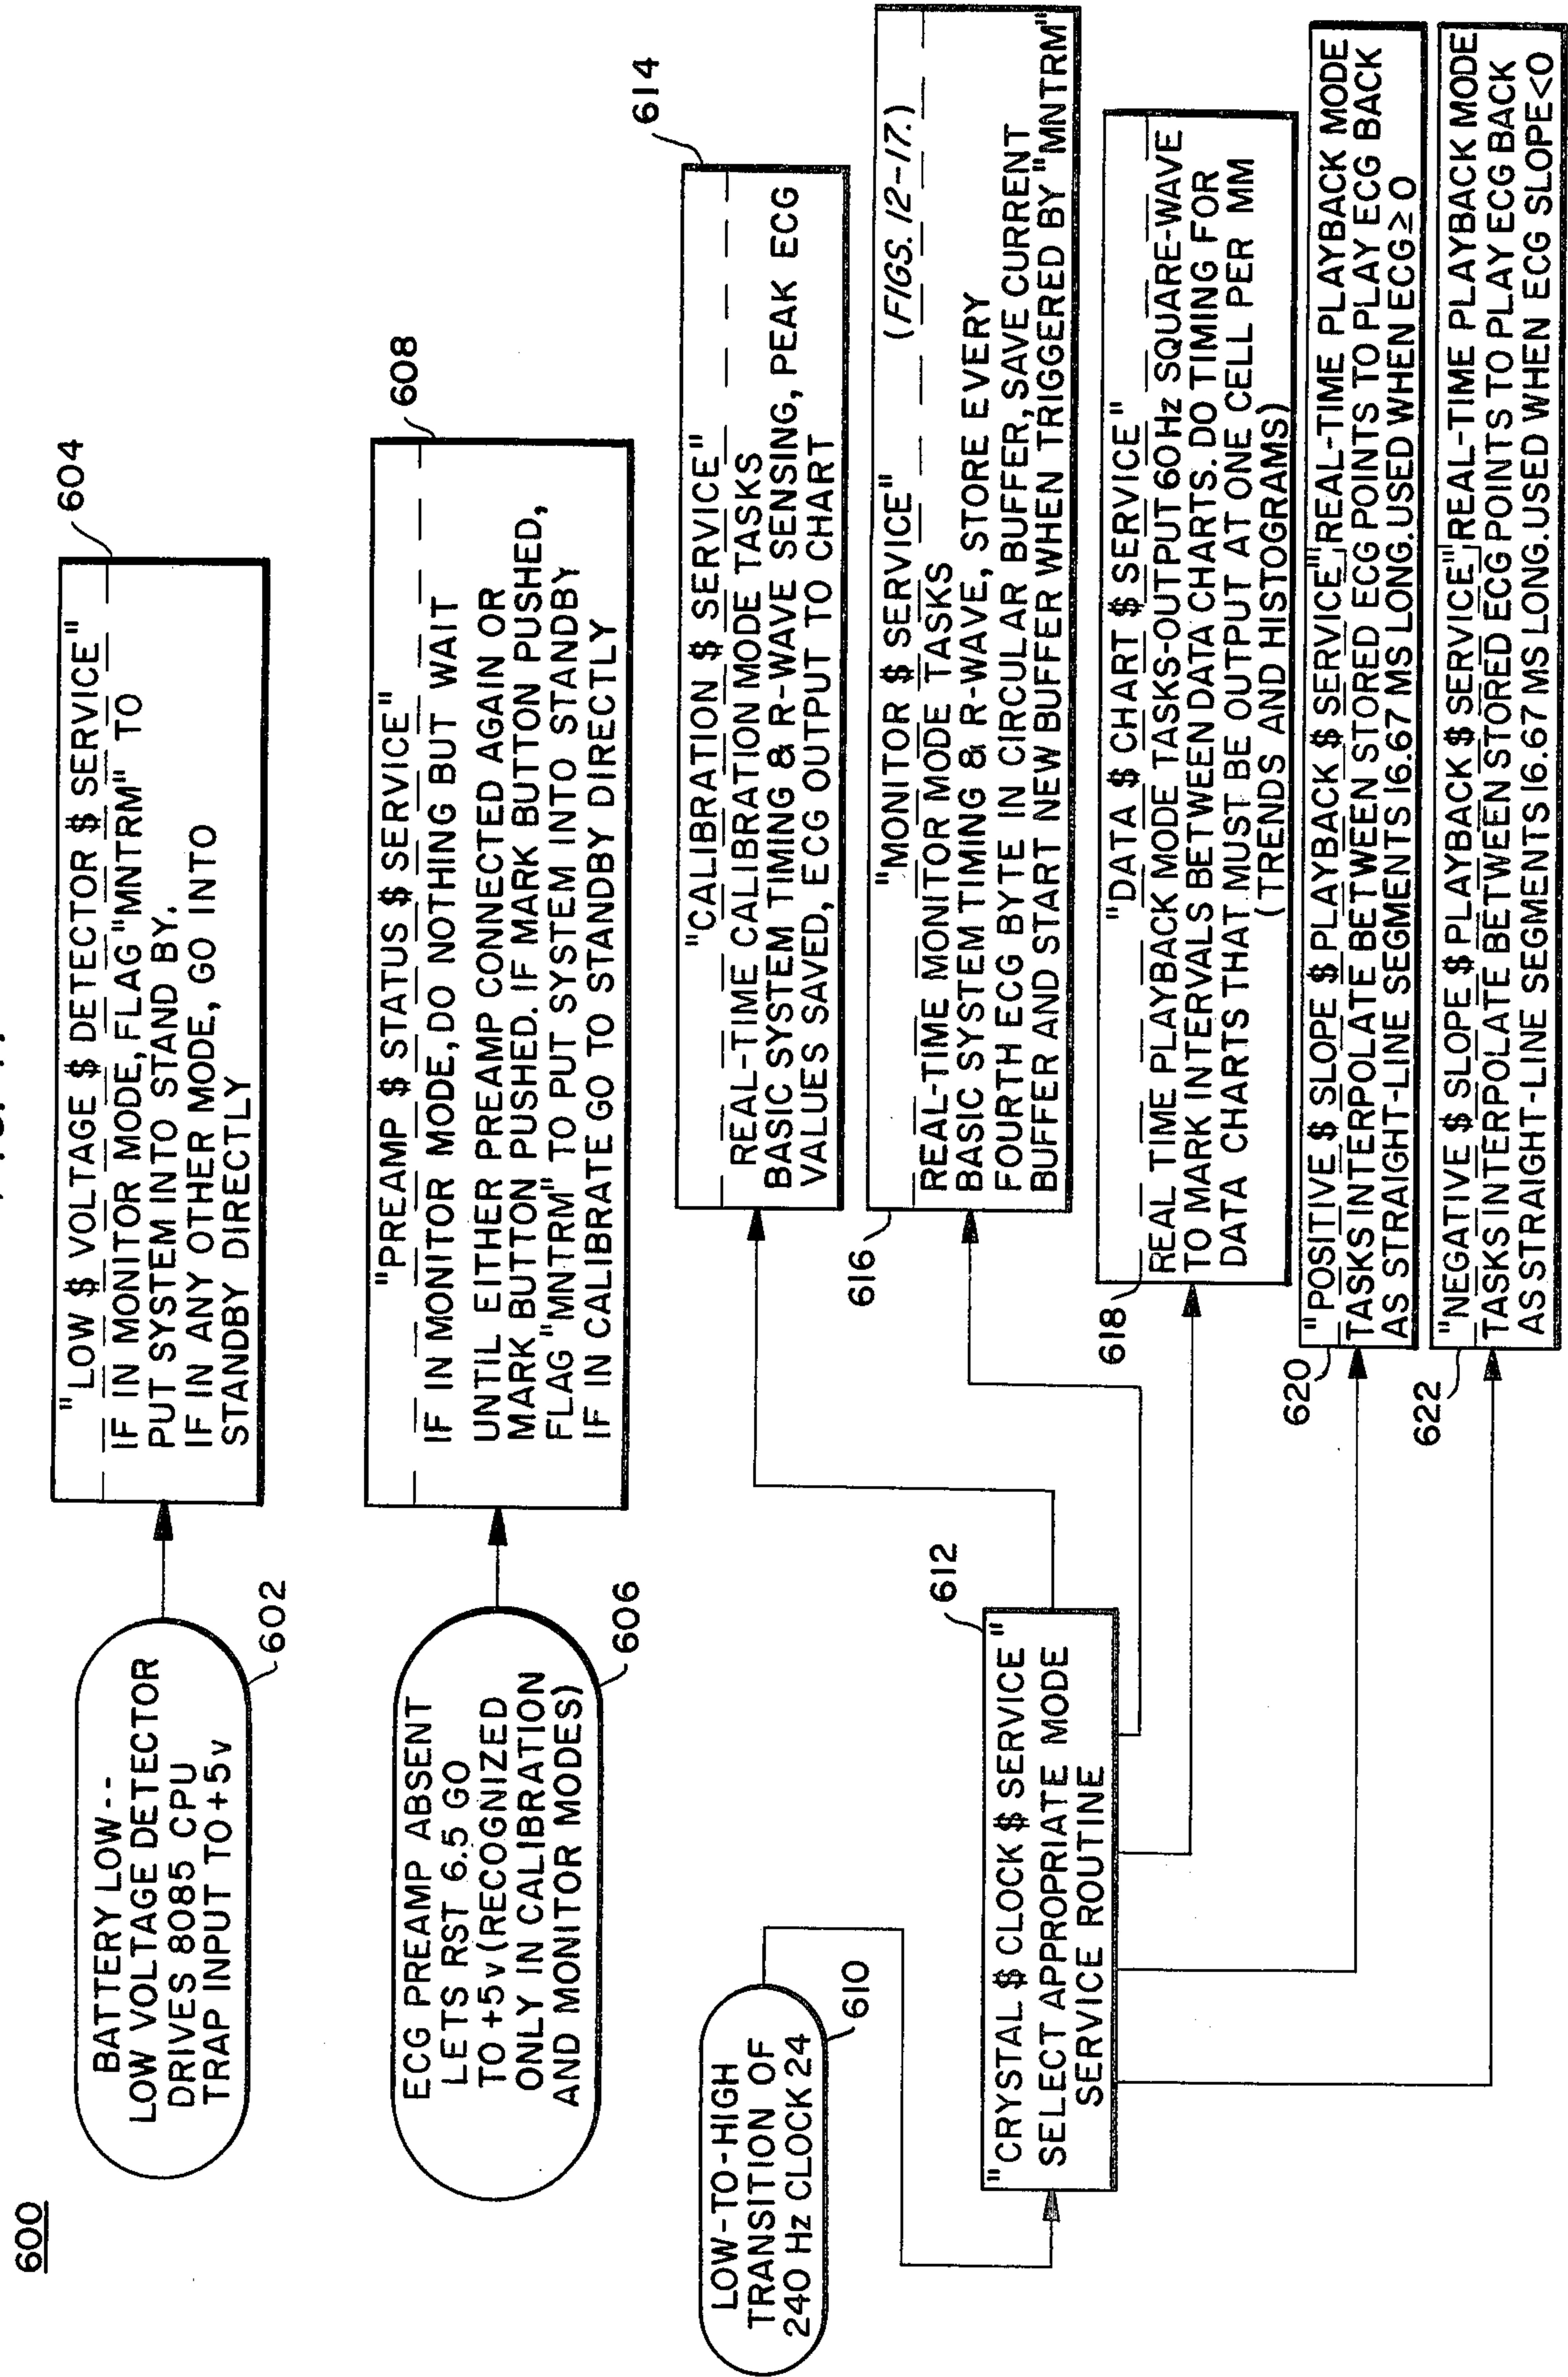 600
BATTERY LOW--
LOW VOLTAGE DETECTOR
DRIVES 8085 CPU
TRAP INPUT TO +5v
602
"LOW $ VOLTAGE $ DETECTOR $ SERVICE"
IF IN MONITOR MODE, FLAG "MNTRM" TO
PUT SYSTEM INTO STAND BY.
IF IN ANY OTHER MODE, GO INTO
STANDBY DIRECTLY
604
ECG PREAMP ABSENT
LETS RST 6.5 GO
TO +5v (RECOGNIZED
ONLY IN CALIBRATION
AND MONITOR MODES)
606
"PREAMP $ STATUS $ SERVICE"
IF IN MONITOR MODE, DO NOTHING BUT WAIT
UNTIL EITHER PREAMP CONNECTED AGAIN OR
MARK BUTTON PUSHED. IF MARK BUTTON PUSHED,
FLAG "MNTRM" TO PUT SYSTEM INTO STANDBY
IF IN CALIBRATE GO TO STANDBY DIRECTLY
608
LOW-TO-HIGH
TRANSITION OF
240 Hz CLOCK 24
610
"CRYSTAL $ CLOCK $ SERVICE"
SELECT APPROPRIATE MODE
SERVICE ROUTINE
612
"CALIBRATION $ SERVICE"
REAL-TIME CALIBRATION MODE TASKS
BASIC SYSTEM TIMING & R-WAVE SENSING, PEAK ECG
VALUES SAVED, ECG OUTPUT TO CHART
614
"MONITOR $ SERVICE" (FIGS. 12-17.)
REAL-TIME MONITOR MODE TASKS
BASIC SYSTEM TIMING & R-WAVE, STORE EVERY
FOURTH ECG BYTE IN CIRCULAR BUFFER, SAVE CURRENT
BUFFER AND START NEW BUFFER WHEN TRIGGERED BY "MNTRM"
616
"DATA $ CHART $ SERVICE"
REAL TIME PLAYBACK MODE TASKS-OUTPUT 60 Hz SQUARE-WAVE
TO MARK INTERVALS BETWEEN DATA CHARTS. DO TIMING FOR
DATA CHARTS THAT MUST BE OUTPUT AT ONE CELL PER MM
(TRENDS AND HISTOGRAMS)
618
"POSITIVE $ SLOPE $ PLAYBACK $ SERVICE" REAL-TIME PLAYBACK MODE
TASKS INTERPOLATE BETWEEN STORED ECG POINTS TO PLAY ECG BACK
AS STRAIGHT-LINE SEGMENTS 16.67 MS LONG. USED WHEN ECG ≥ 0
620
"NEGATIVE $ SLOPE $ PLAYBACK $ SERVICE" REAL-TIME PLAYBACK MODE
TASKS INTERPOLATE BETWEEN STORED ECG POINTS TO PLAY ECG BACK
AS STRAIGHT-LINE SEGMENTS 16.67 MS LONG. USED WHEN ECG SLOPE<0
622